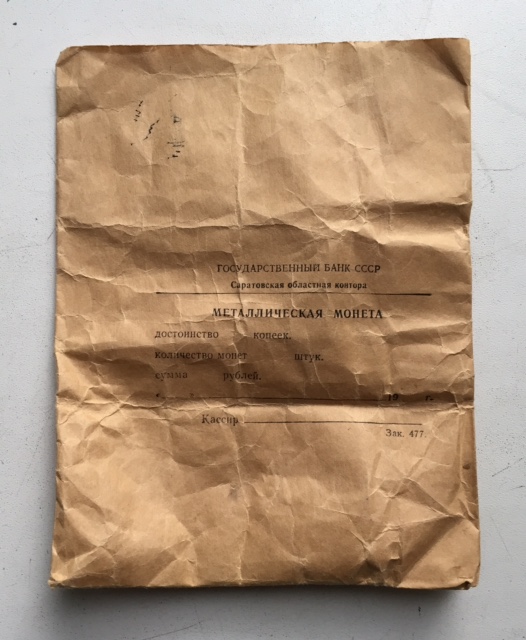 ГОСУДАРСТВЕННЫЙ БАНК СССР
Саратовская областная контора
МЕТАЛЛИЧЕСКАЯ МОНЕТА
достоинство копеек.
количество монет штук.
сумма рублей.
" " 19 г.
Кассир
Зак. 477.